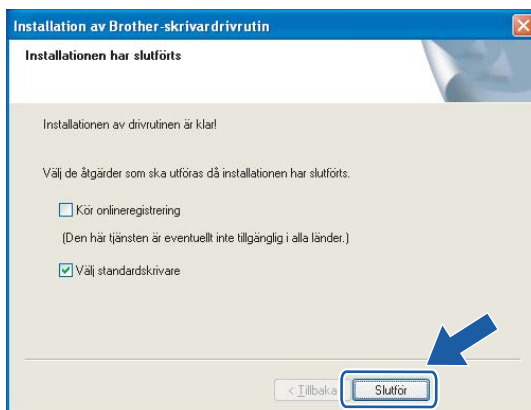 Installation av Brother-skrivardrivrutin
Installationen har slutförts
Installationen av drivrutinen är klar!
Välj de åtgärder som ska utföras då installationen har slutförts.
Kör onlineregistrering
(Den här tjänsten är eventuellt inte tillgänglig i alla länder.)
Välj standardskrivare
< Tillbaka
Slutför